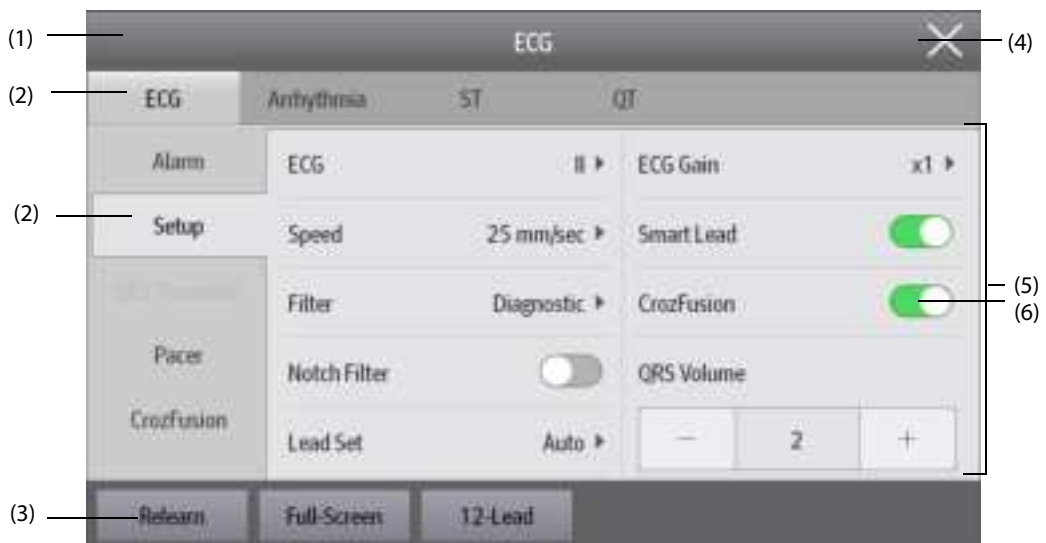 (1) ECG (4)
(2) ECG Arrhythmia ST QT
Alarm ECG II ECG Gain x1
(2) Setup Speed 25 mm/sec Smart Lead
Filter Diagnostic CrozFusion (5)
(6)
Pacer Notch Filter QRS Volume
CrozFusion Lead Set Auto − 2 +
(3) Relearn Full-Screen 12-Lead